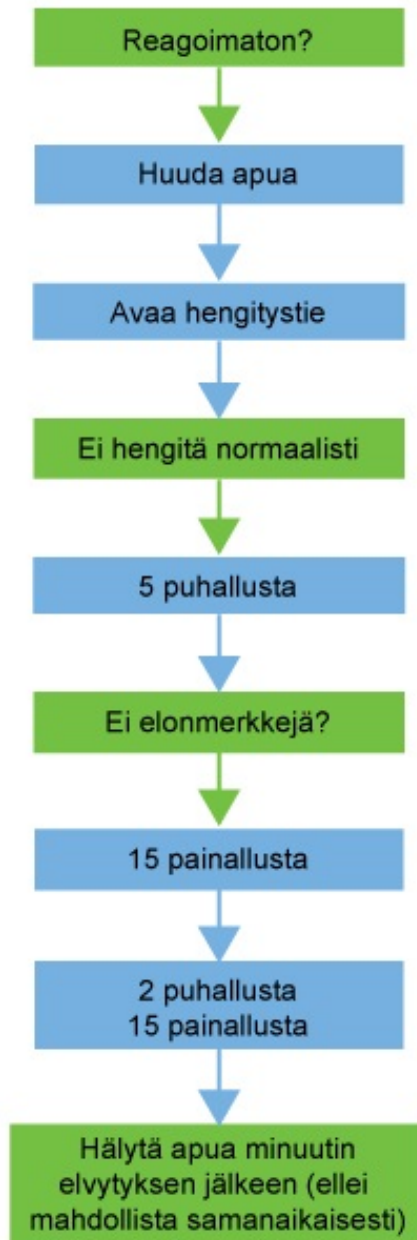 Reagoimaton?
Huuda apua
Avaa hengitystie
Ei hengitä normaalisti
5 puhallusta
Ei elonmerkkejä?
15 painallusta
2 puhallusta
15 painallusta
Hälytä apua minuutin
elvytyksen jälkeen (ellei
mahdollista samanaikaisesti)